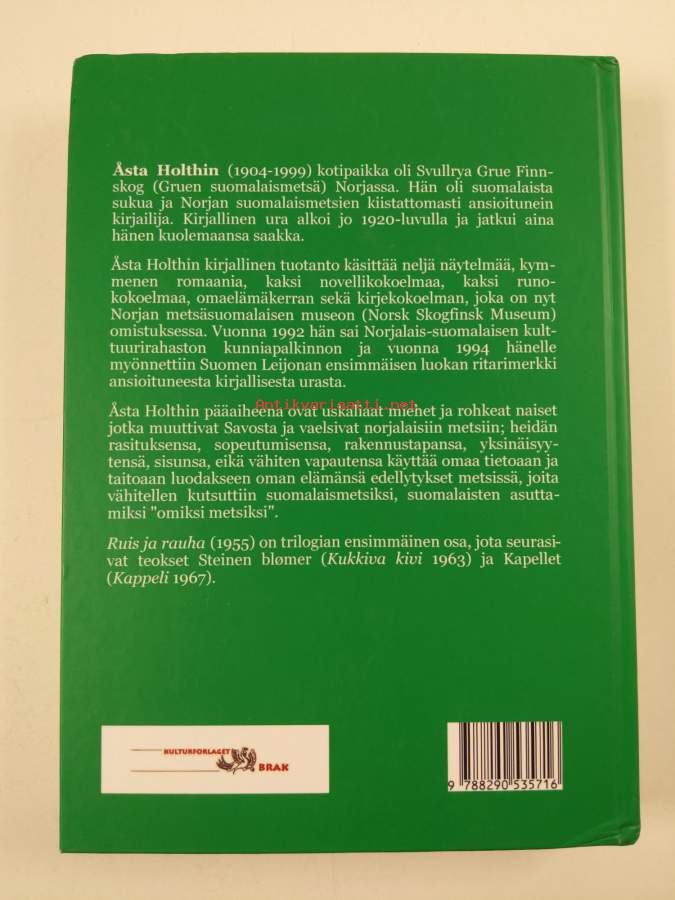 Åsta Holthin (1904-1999) kotipaikka oli Svullrya Grue Finn-
skog (Gruen suomalaismetsä) Norjassa. Hän oli suomalaista
sukua ja Norjan suomalaismetsien kiistattomasti ansioitunein
kirjailija. Kirjallinen ura alkoi jo 1920-luvulla ja jatkui aina
hänen kuolemaansa saakka.
Åsta Holthin kirjallinen tuotanto käsittää neljä näytelmää, kym-
menen romaania, kaksi novellikokoelmaa, kaksi runo-
kokoelmaa, omaelämäkerran sekä kirjekokoelman, joka on nyt
Norjan metsäsuomalaisen museon (Norsk Skogfinsk Museum)
omistuksessa. Vuonna 1992 hän sai Norjalais-suomalaisen kult-
tuurirahaston kunniapalkinnon ja vuonna 1994 hänelle
myönnettiin Suomen Leijonan ensimmäisen luokan ritarimerkki
ansioituneesta kirjallisesta urasta.
Antikvariaatti.net
Åsta Holthin pääaiheena ovat uskaliaat miehet ja rohkeat naiset
jotka muuttivat Savosta ja vaelsivat norjalaisiin metsiin; heidän
rasituksensa, sopeutumisensa, rakennustapansa, yksinäisyy-
tensä, sisunsa, eikä vähiten vapautensa käyttää omaa tietoaan ja
taitoaan luodakseen oman elämänsä edellytykset metsissä, joita
vähitellen kutsuttiin suomalaismetsiksi, suomalaisten asutta-
miksi "omiksi metsiksi".
Ruis ja rauha (1955) on trilogian ensimmäinen osa, jota seurasi-
vat teokset Steinen blømer (Kukkiva kivi 1963) ja Kapellet
(Kappeli 1967).
KULTURFORLAGET
BRAK
9 788290 535716